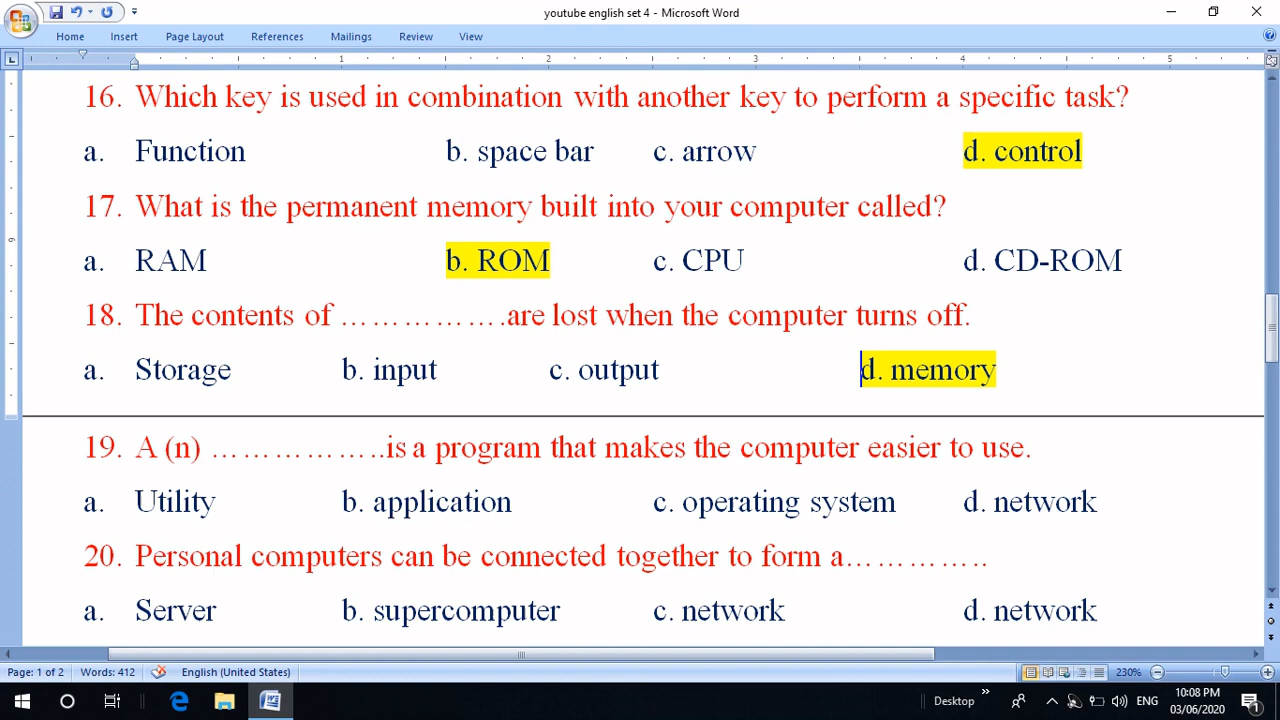 youtube english set 4 - Microsoft Word
Home Insert Page Layout References Mailings Review View
1 2 3 4 5
16. Which key is used in combination with another key to perform a specific task?
a. Function b. space bar c. arrow d. control
17. What is the permanent memory built into your computer called?
a. RAM b. ROM c. CPU d. CD-ROM
18. The contents of ……………..are lost when the computer turns off.
a. Storage b. input c. output d. memory
19. A (n) ……………..is a program that makes the computer easier to use.
a. Utility b. application c. operating system d. network
20. Personal computers can be connected together to form a…………..
a. Server b. supercomputer c. network d. network
Page: 1 of 2 Words: 412 English (United States) 230%
Desktop ENG 10:08 PM
03/06/2020